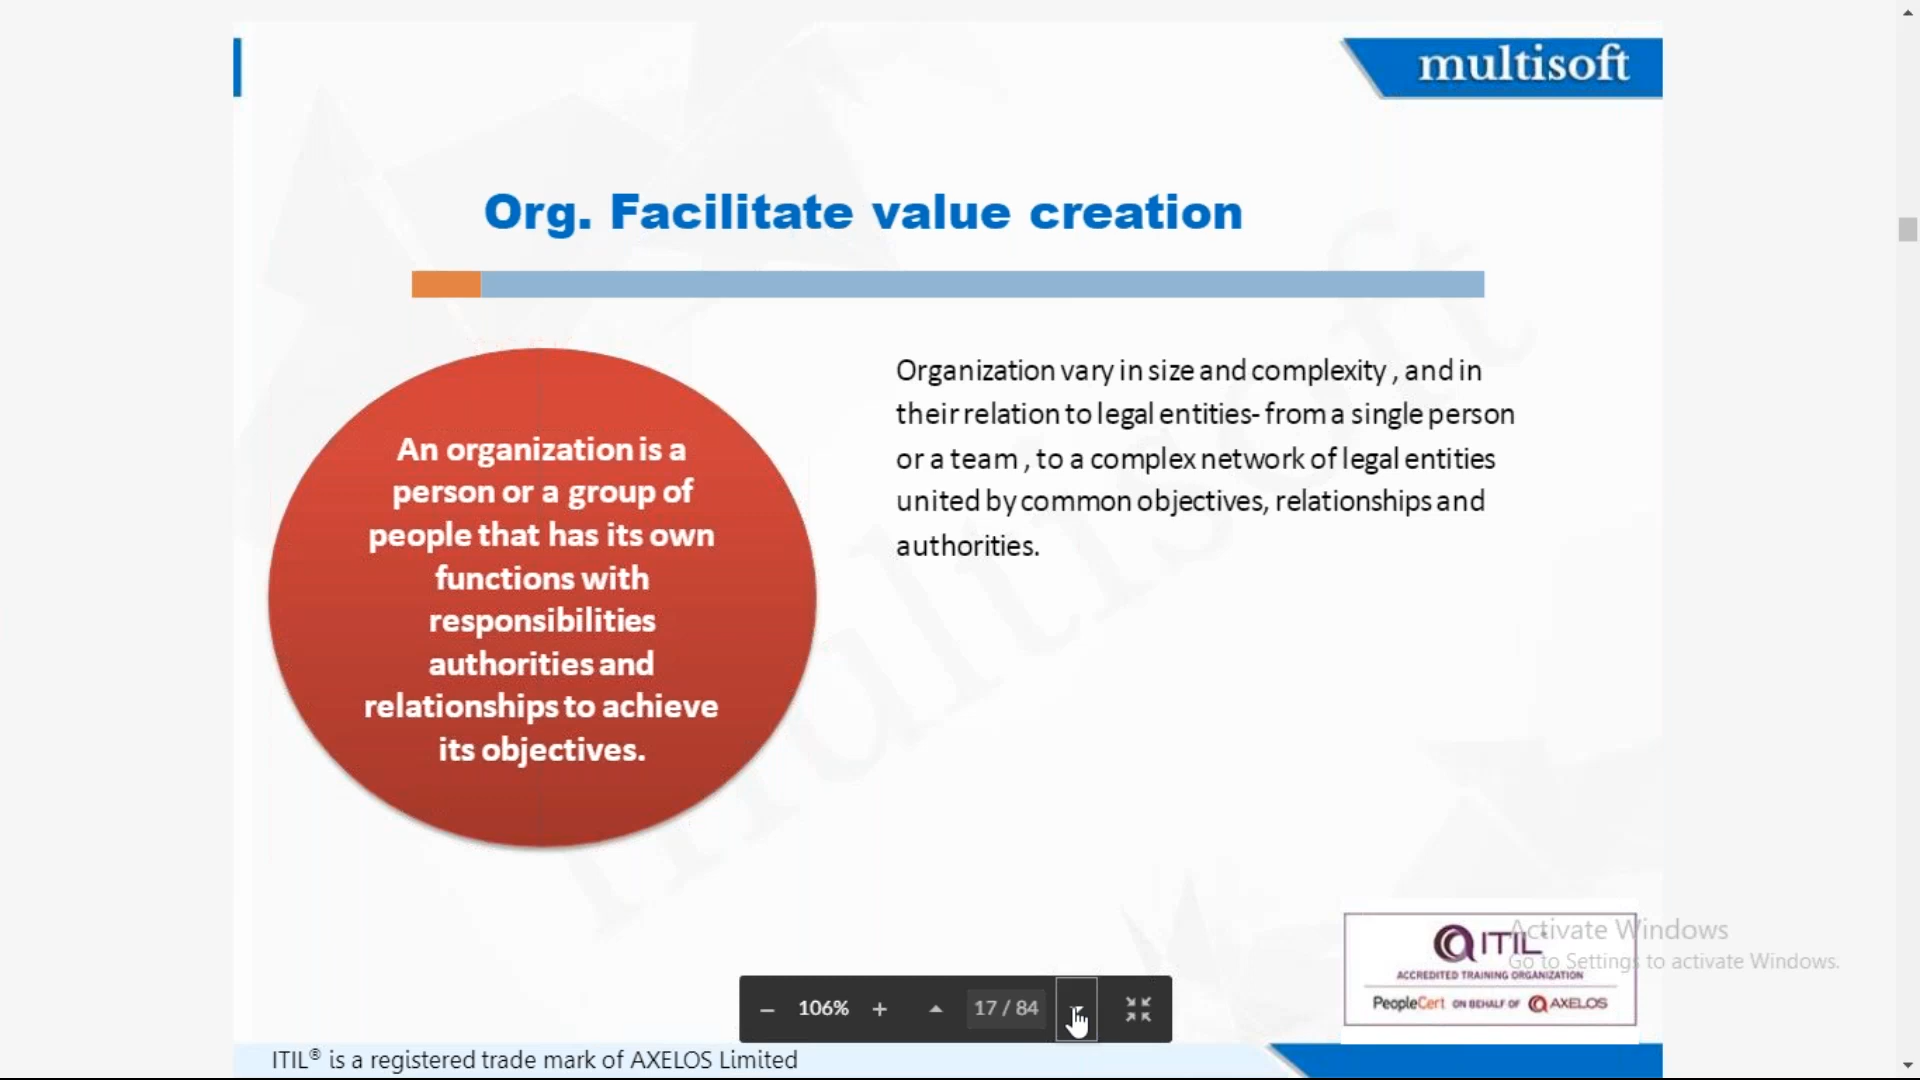 multisoft
Org. Facilitate value creation
An organization is a
person or a group of
people that has its own
functions with
responsibilities
authorities and
relationships to achieve
its objectives.
Organization vary in size and complexity , and in
their relation to legal entities- from a single person
or a team , to a complex network of legal entities
united by common objectives, relationships and
authorities.
multisoft
ITIL
ACCREDITED TRAINING ORGANIZATION
PeopleCert ON BEHALF OF AXELOS
Activate Windows
Go to Settings to activate Windows.
106%
17 / 84
ITIL® is a registered trade mark of AXELOS Limited